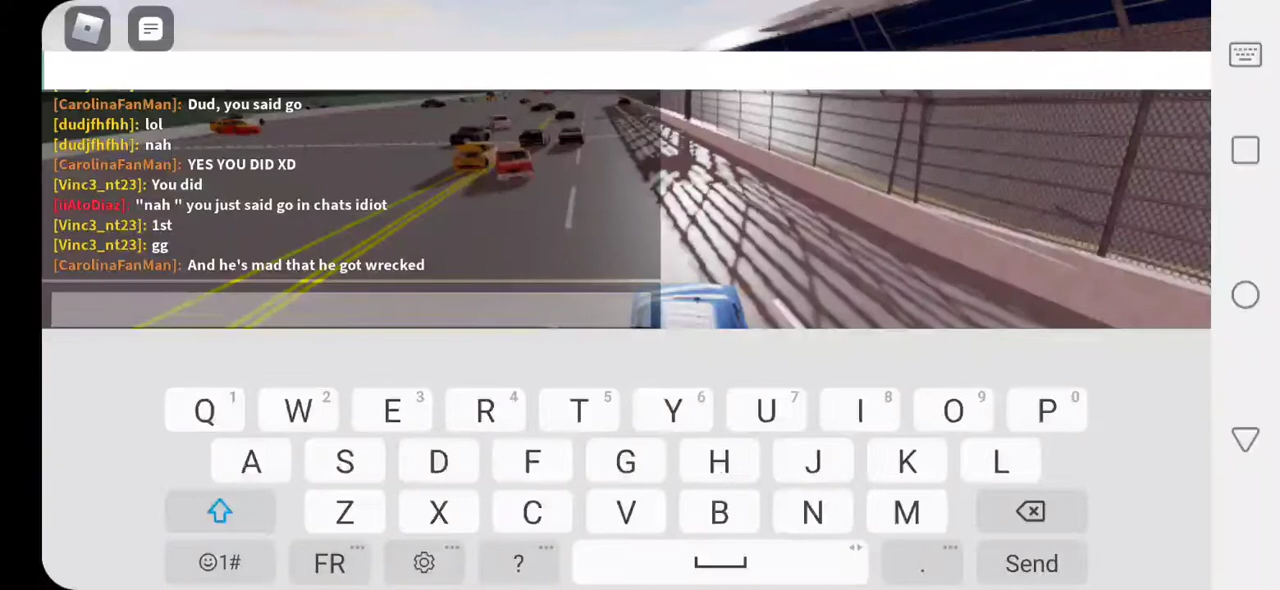 [CarolinaFanMan]: Dud, you said go
[dudjfhfhh]: lol
[dudjfhfhh]: nah
[CarolinaFanMan]: YES YOU DID XD
[Vinc3_nt23]: You did
[iiAtoDiaz]: "nah " you just said go in chats idiot
[Vinc3_nt23]: 1st
[Vinc3_nt23]: gg
[CarolinaFanMan]: And he's mad that he got wrecked
Q 1 W 2 E 3 R 4 T 5 Y 6 U 7 I 8 O 9 P 0
A S D F G H J K L
Z X C V B N M
☺1# FR ? . Send